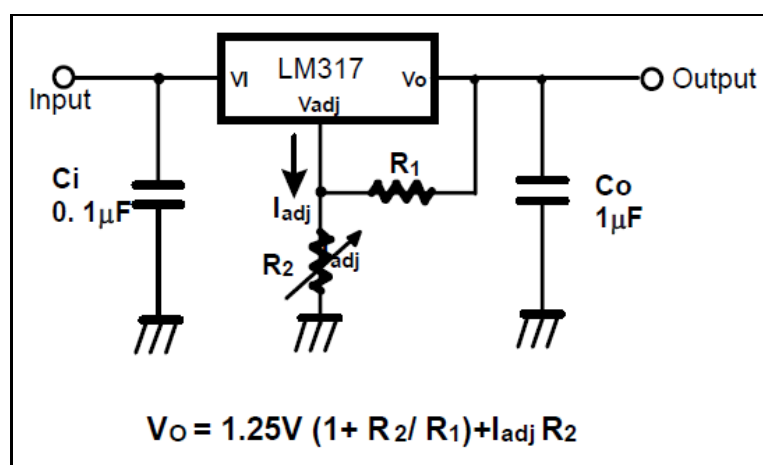 LM317
VI
Vo
Vadj
Input
Output
Ci
0. 1μF
Iadj
R1
Co
1μF
R2
adj
VO = 1.25V (1+ R2/ R1)+Iadj R2